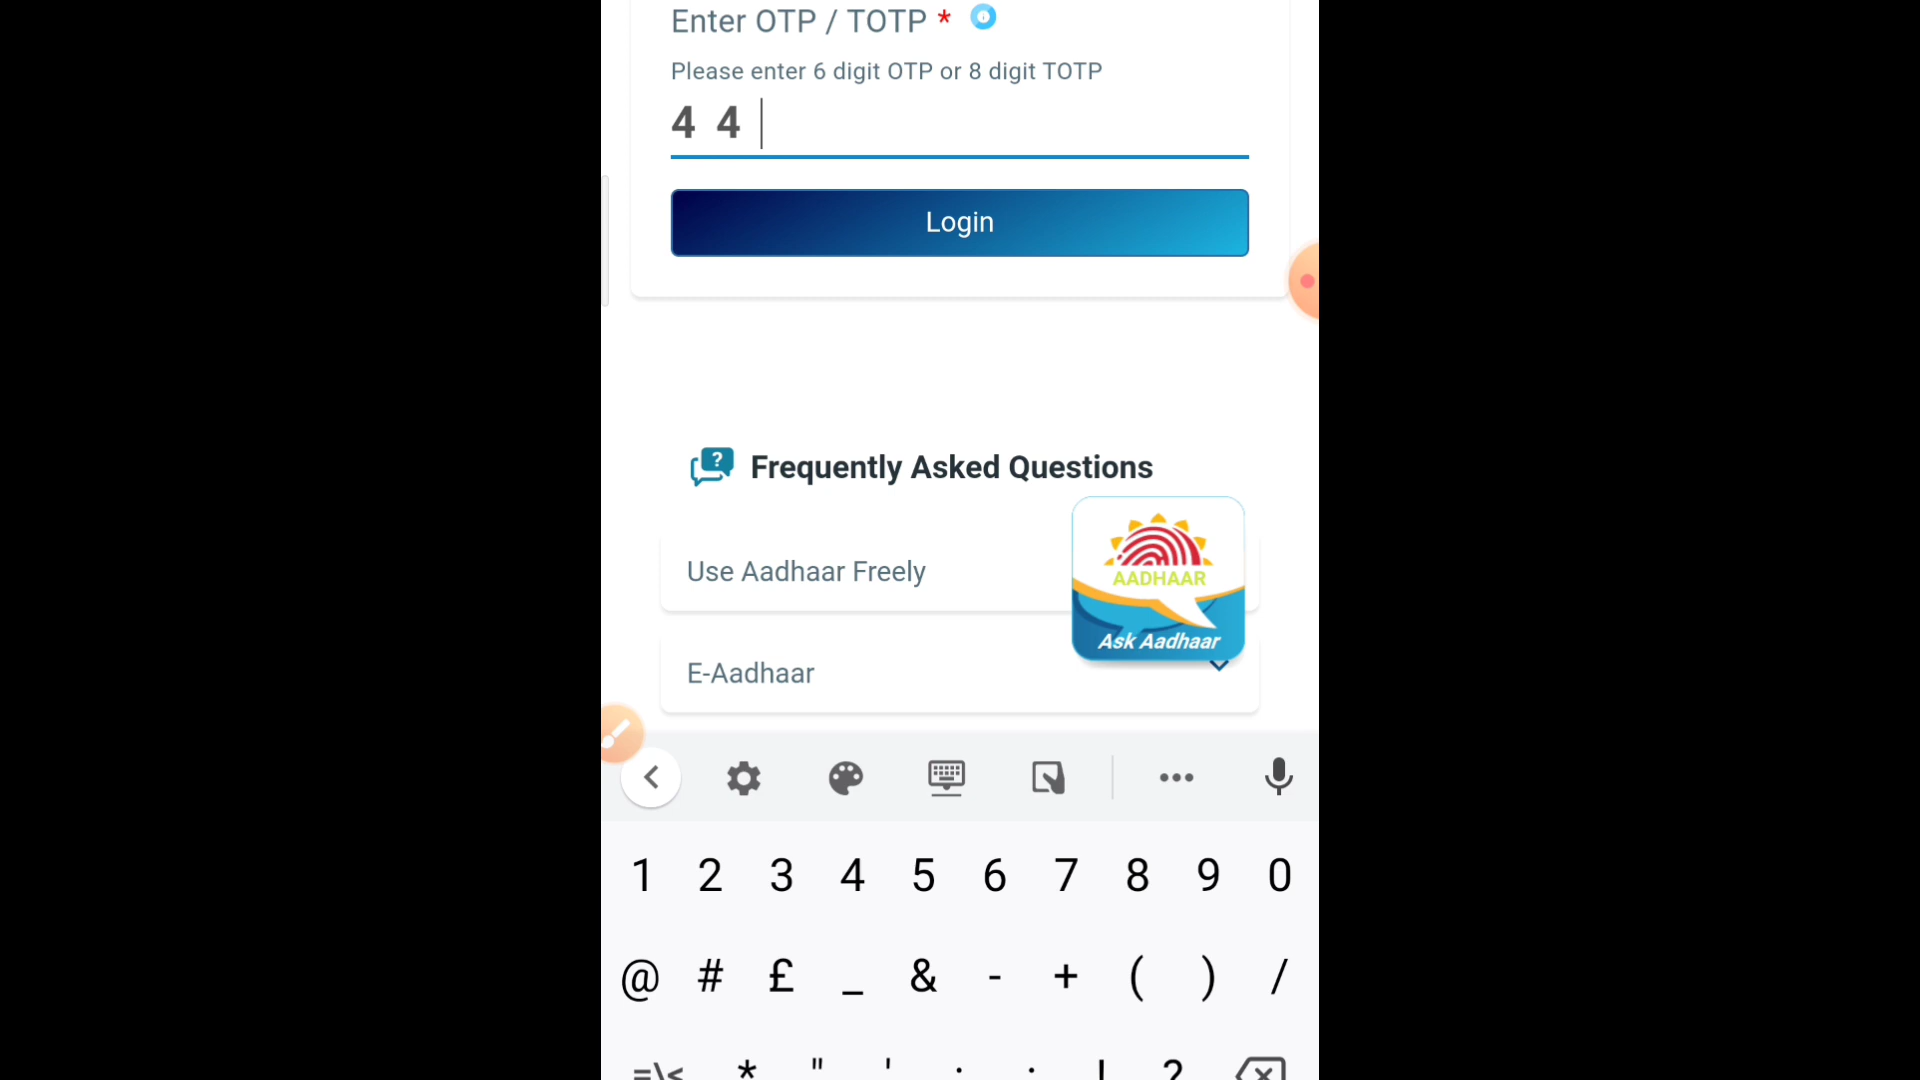 Enter OTP / TOTP *
Please enter 6 digit OTP or 8 digit TOTP
4 4
Login
Frequently Asked Questions
Use Aadhaar Freely
AADHAAR
Ask Aadhaar
E-Aadhaar
1 2 3 4 5 6 7 8 9 0
@ # £ _ & - + ( ) /
=\< * " ' : ; ! ?